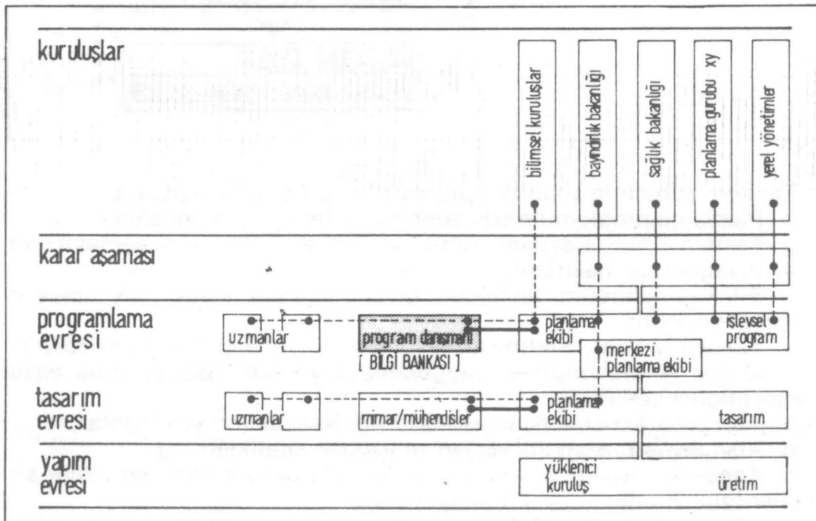 kuruluşlar
bilimsel kuruluşlar
bayındırlık bakanlığı
sağlık bakanlığı
planlama gurubu xy
yerel yönetimler
karar aşaması
programlama
evresi
uzmanlar
program danışmanı
[ BİLGİ BANKASI ]
planlama
ekibi
işlevsel
program
merkezi
planlama ekibi
tasarım
evresi
uzmanlar
mimar/mühendisler
planlama
ekibi
tasarım
yapım
evresi
yüklenici
kuruluş
üretim